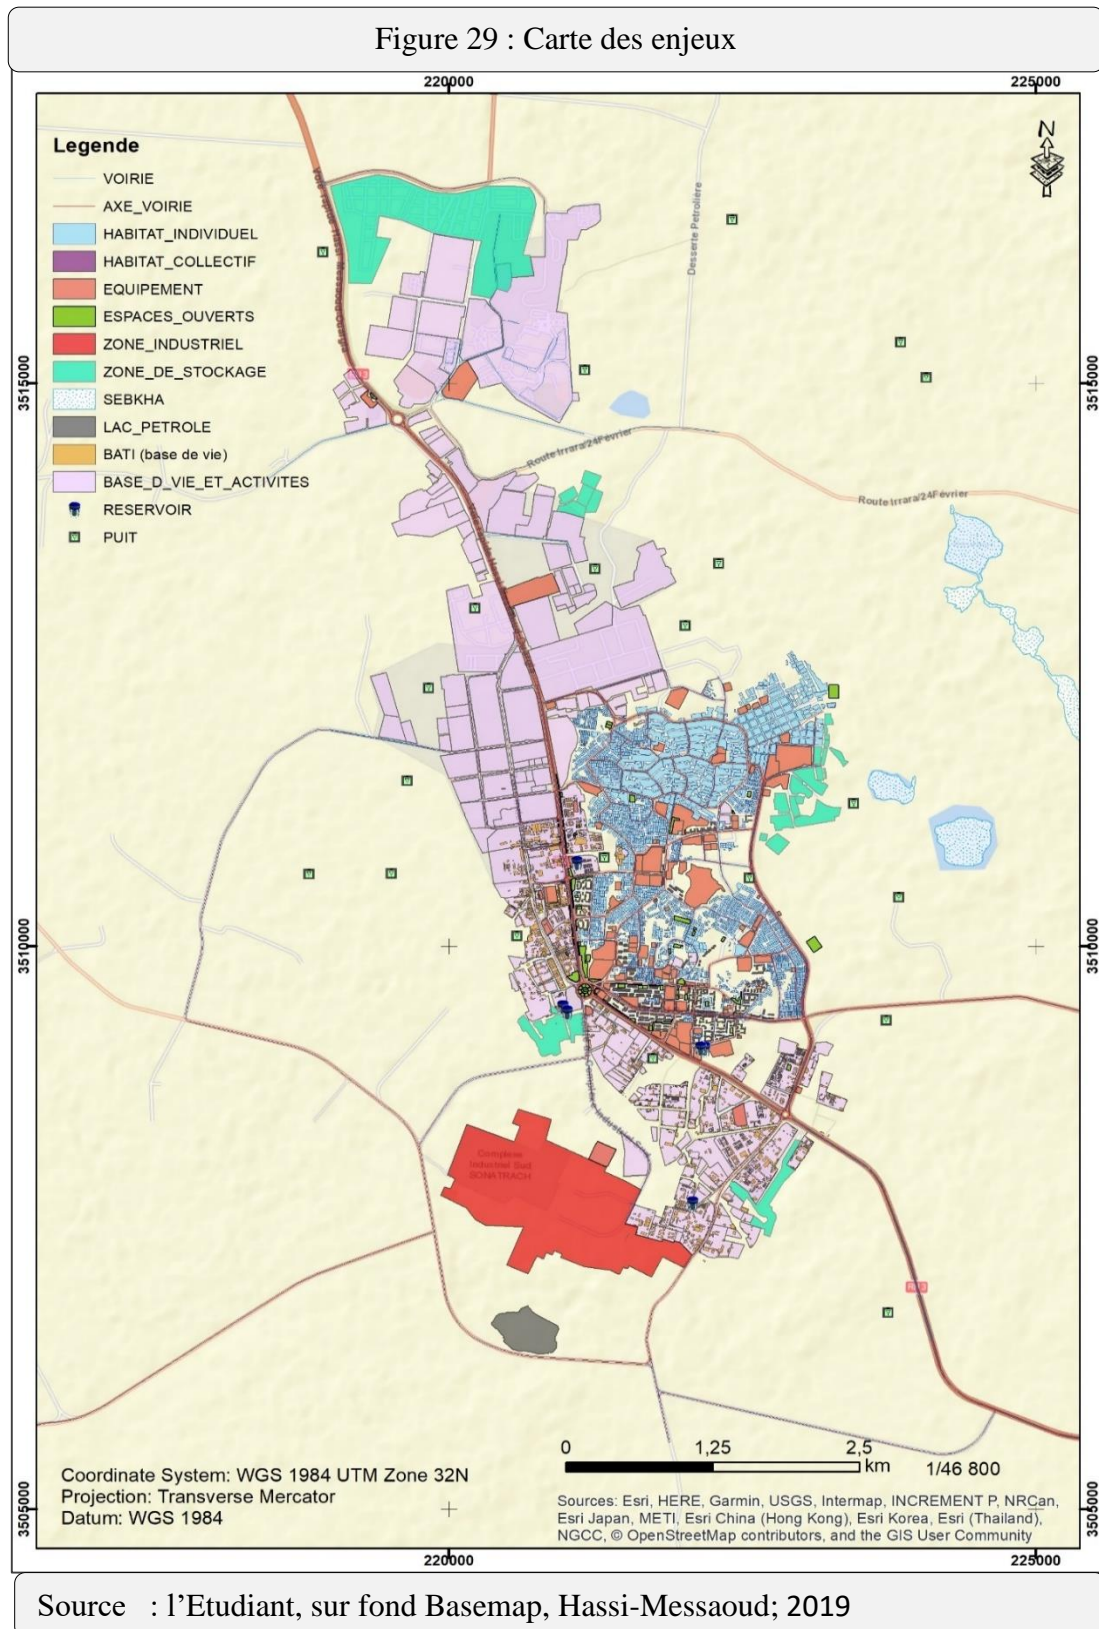 Figure 29 : Carte des enjeux
220000
225000
Legende
VOIRIE
AXE_VOIRIE
HABITAT_INDIVIDUEL
HABITAT_COLLECTIF
EQUIPEMENT
ESPACES_OUVERTS
ZONE_INDUSTRIEL
ZONE_DE_STOCKAGE
SEBKHA
LAC_PETROLE
BATI (base de vie)
BASE_D_VIE_ET_ACTIVITES
RESERVOIR
PUIT
N
Desserte Petrolière
3515000
3515000
Route Irrara/24Février
Route Irrara/24Février
3510000
3510000
Complexe
Industriel Sud
SONATRACH
0
1,25
2,5
km
1/46 800
Coordinate System: WGS 1984 UTM Zone 32N
Projection: Transverse Mercator
Datum: WGS 1984
Sources: Esri, HERE, Garmin, USGS, Intermap, INCREMENT P, NRCan,
Esri Japan, METI, Esri China (Hong Kong), Esri Korea, Esri (Thailand),
NGCC, © OpenStreetMap contributors, and the GIS User Community
3505000
3505000
220000
225000
Source : l’Etudiant, sur fond Basemap, Hassi-Messaoud; 2019